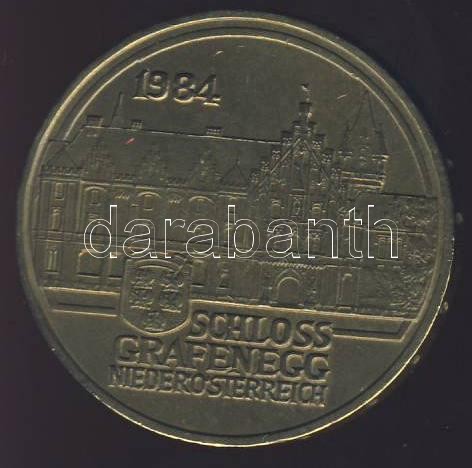 1984
darabanth
SCHLOSS
GRAFENEGG
NIEDERÖSTERREICH